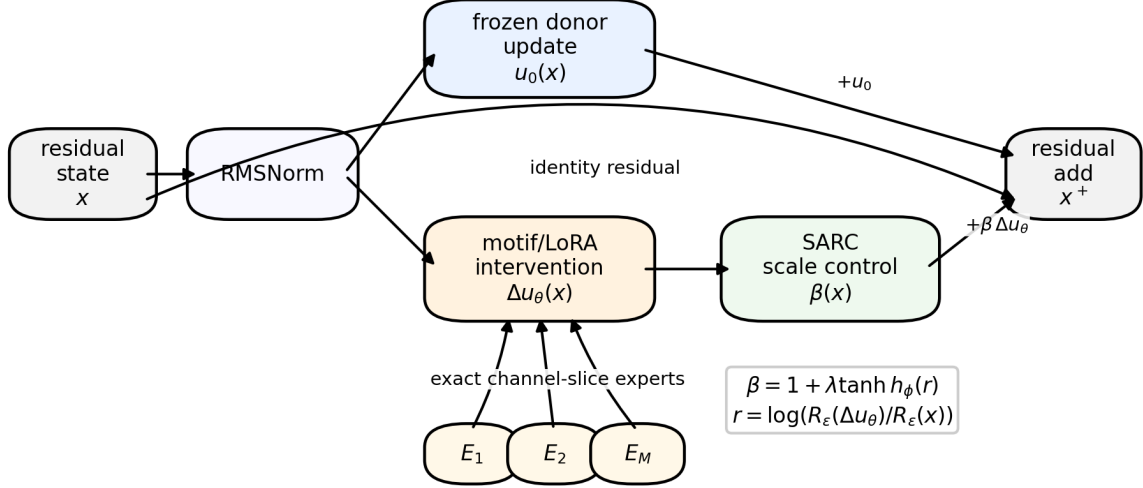 frozen donor
update
u₀(x)
+u₀
residual
state
x
RMSNorm
identity residual
residual
add
x⁺
motif/LoRA
intervention
Δu_θ(x)
SARC
scale control
β(x)
+β Δu_θ
exact channel-slice experts
β = 1 + λtanh h_ϕ(r)
r = log(R_ε(Δu_θ)/R_ε(x))
E₁
E₂
E_M